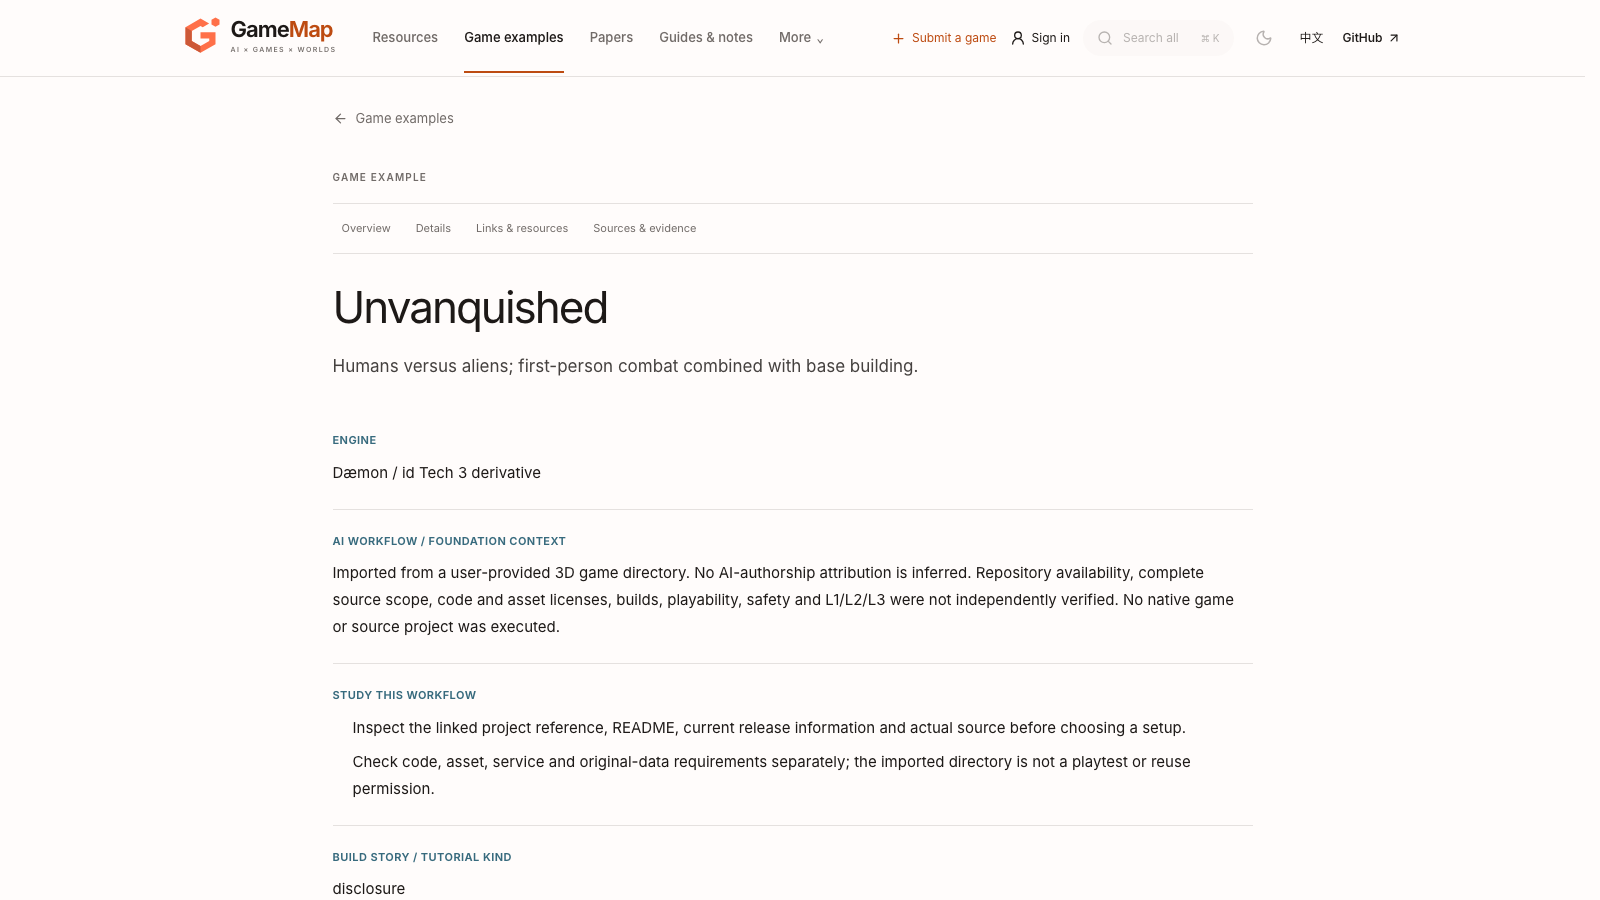 GameMap
AI × GAMES × WORLDS
Resources
Game examples
Papers
Guides & notes
More
Submit a game
Sign in
Search all
⌘ K
中文
GitHub
Game examples
GAME EXAMPLE
Overview
Details
Links & resources
Sources & evidence
Unvanquished
Humans versus aliens; first-person combat combined with base building.
ENGINE
Dæmon / id Tech 3 derivative
AI WORKFLOW / FOUNDATION CONTEXT
Imported from a user-provided 3D game directory. No AI-authorship attribution is inferred. Repository availability, complete
source scope, code and asset licenses, builds, playability, safety and L1/L2/L3 were not independently verified. No native game
or source project was executed.
STUDY THIS WORKFLOW
Inspect the linked project reference, README, current release information and actual source before choosing a setup.
Check code, asset, service and original-data requirements separately; the imported directory is not a playtest or reuse
permission.
BUILD STORY / TUTORIAL KIND
disclosure